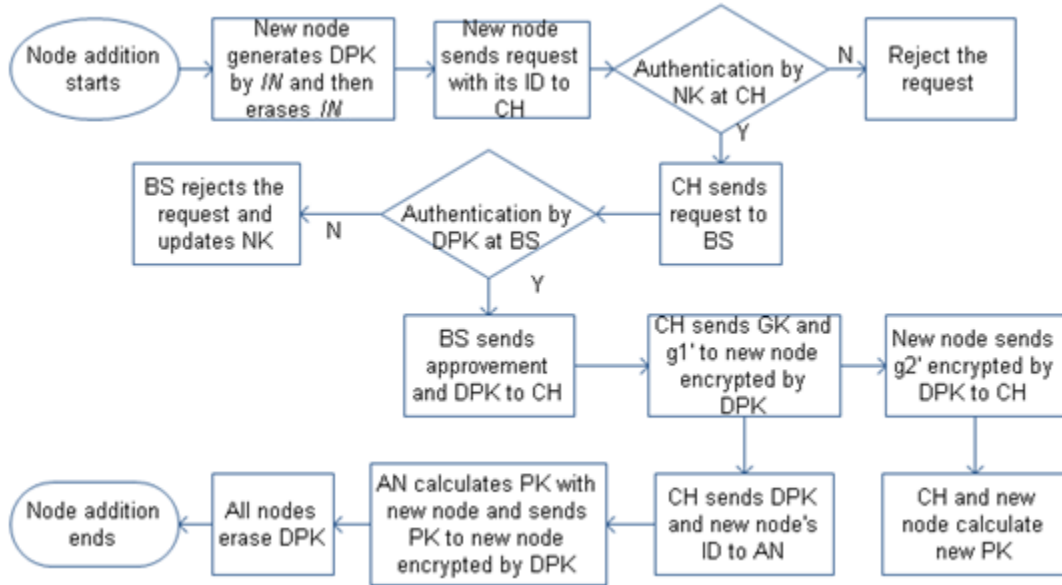 Node addition
starts
New node
generates DPK
by IN and then
erases IN
New node
sends request
with its ID to
CH
Authentication by
NK at CH
N
Reject the
request
Y
BS rejects the
request and
updates NK
N
Authentication by
DPK at BS
CH sends
request to
BS
Y
BS sends
approvement
and DPK to CH
CH sends GK and
g1' to new node
encrypted by
DPK
New node sends
g2' encrypted by
DPK to CH
Node addition
ends
All nodes
erase DPK
AN calculates PK with
new node and sends
PK to new node
encrypted by DPK
CH sends DPK
and new node's
ID to AN
CH and new
node calculate
new PK